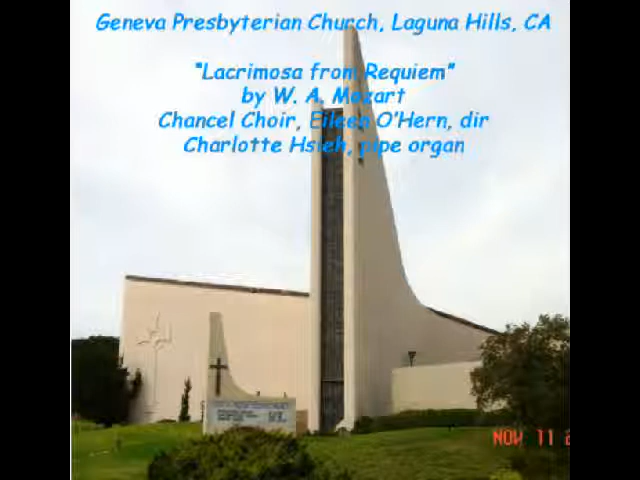 Geneva Presbyterian Church, Laguna Hills, CA
"Lacrimosa from Requiem"
by W. A. Mozart
Chancel Choir, Eileen O'Hern, dir
Charlotte Hsieh, pipe organ
NOV 11 2